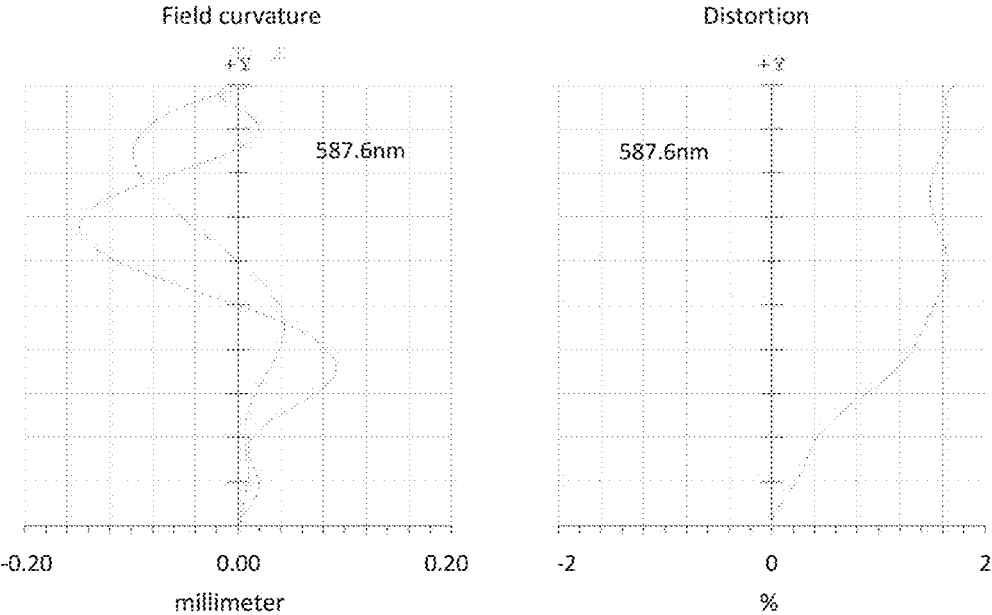 Field curvature
Distortion
+Y
+Y
587.6nm
587.6nm
-0.20
0.00
0.20
-2
0
2
millimeter
%